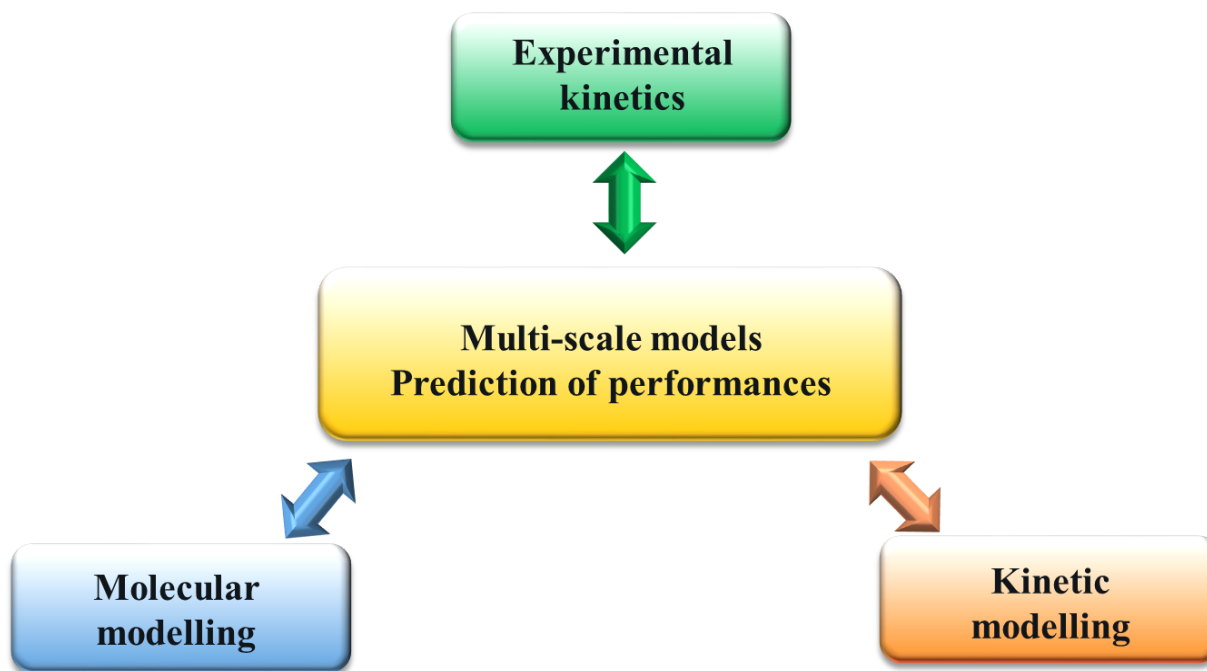 Experimental
kinetics
Multi-scale models
Prediction of performances
Molecular
modelling
Kinetic
modelling